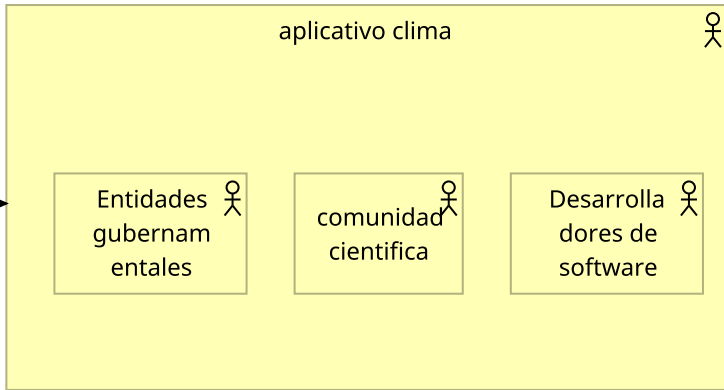 aplicativo clima
Entidades
gubernam
entales
comunidad
cientifica
Desarrolla
dores de
software